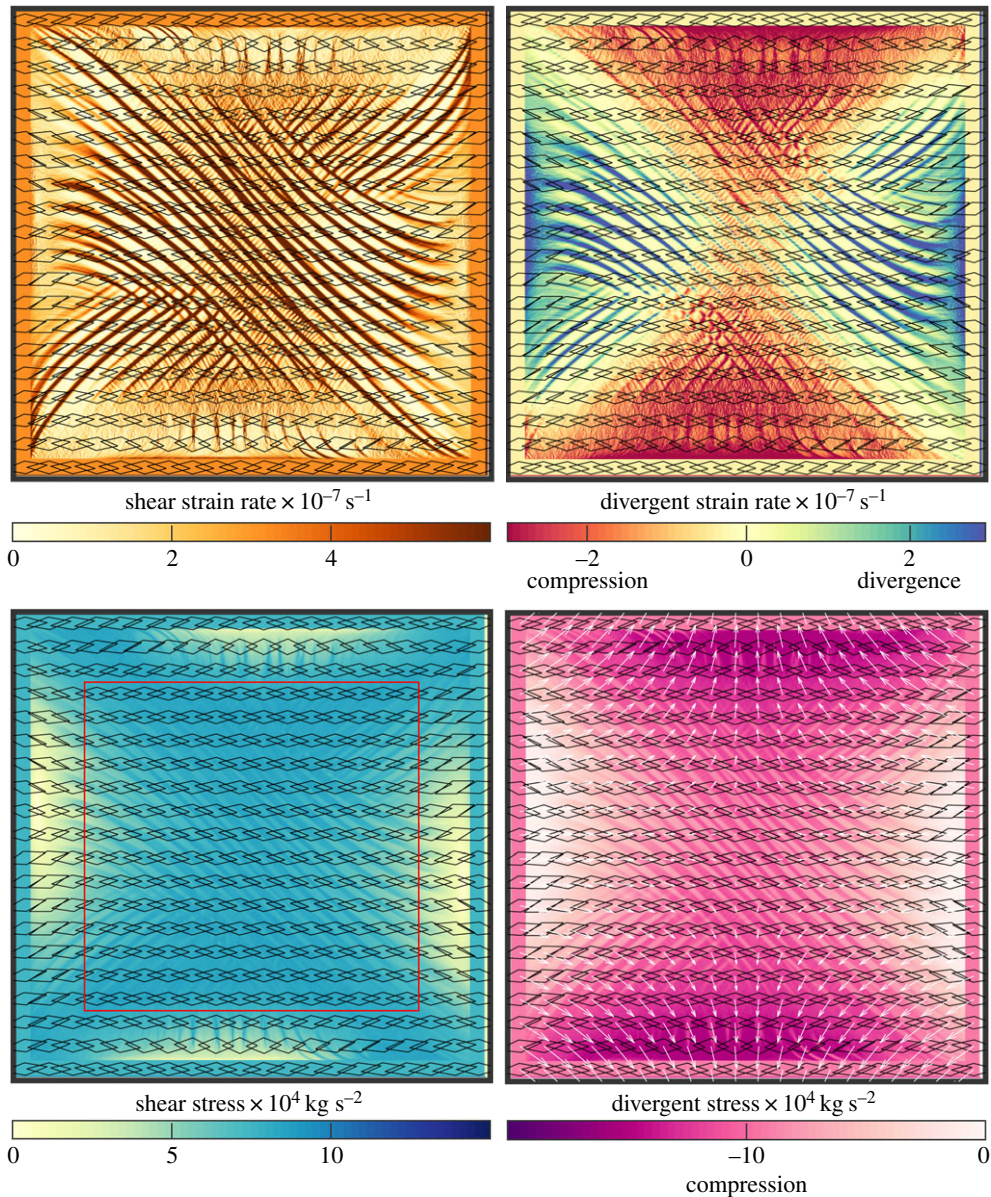 shear strain rate × 10⁻⁷ s⁻¹
divergent strain rate × 10⁻⁷ s⁻¹
0 2 4
−2 0 2
compression divergence
shear stress × 10⁴ kg s⁻²
divergent stress × 10⁴ kg s⁻²
0 5 10
−10 0
compression